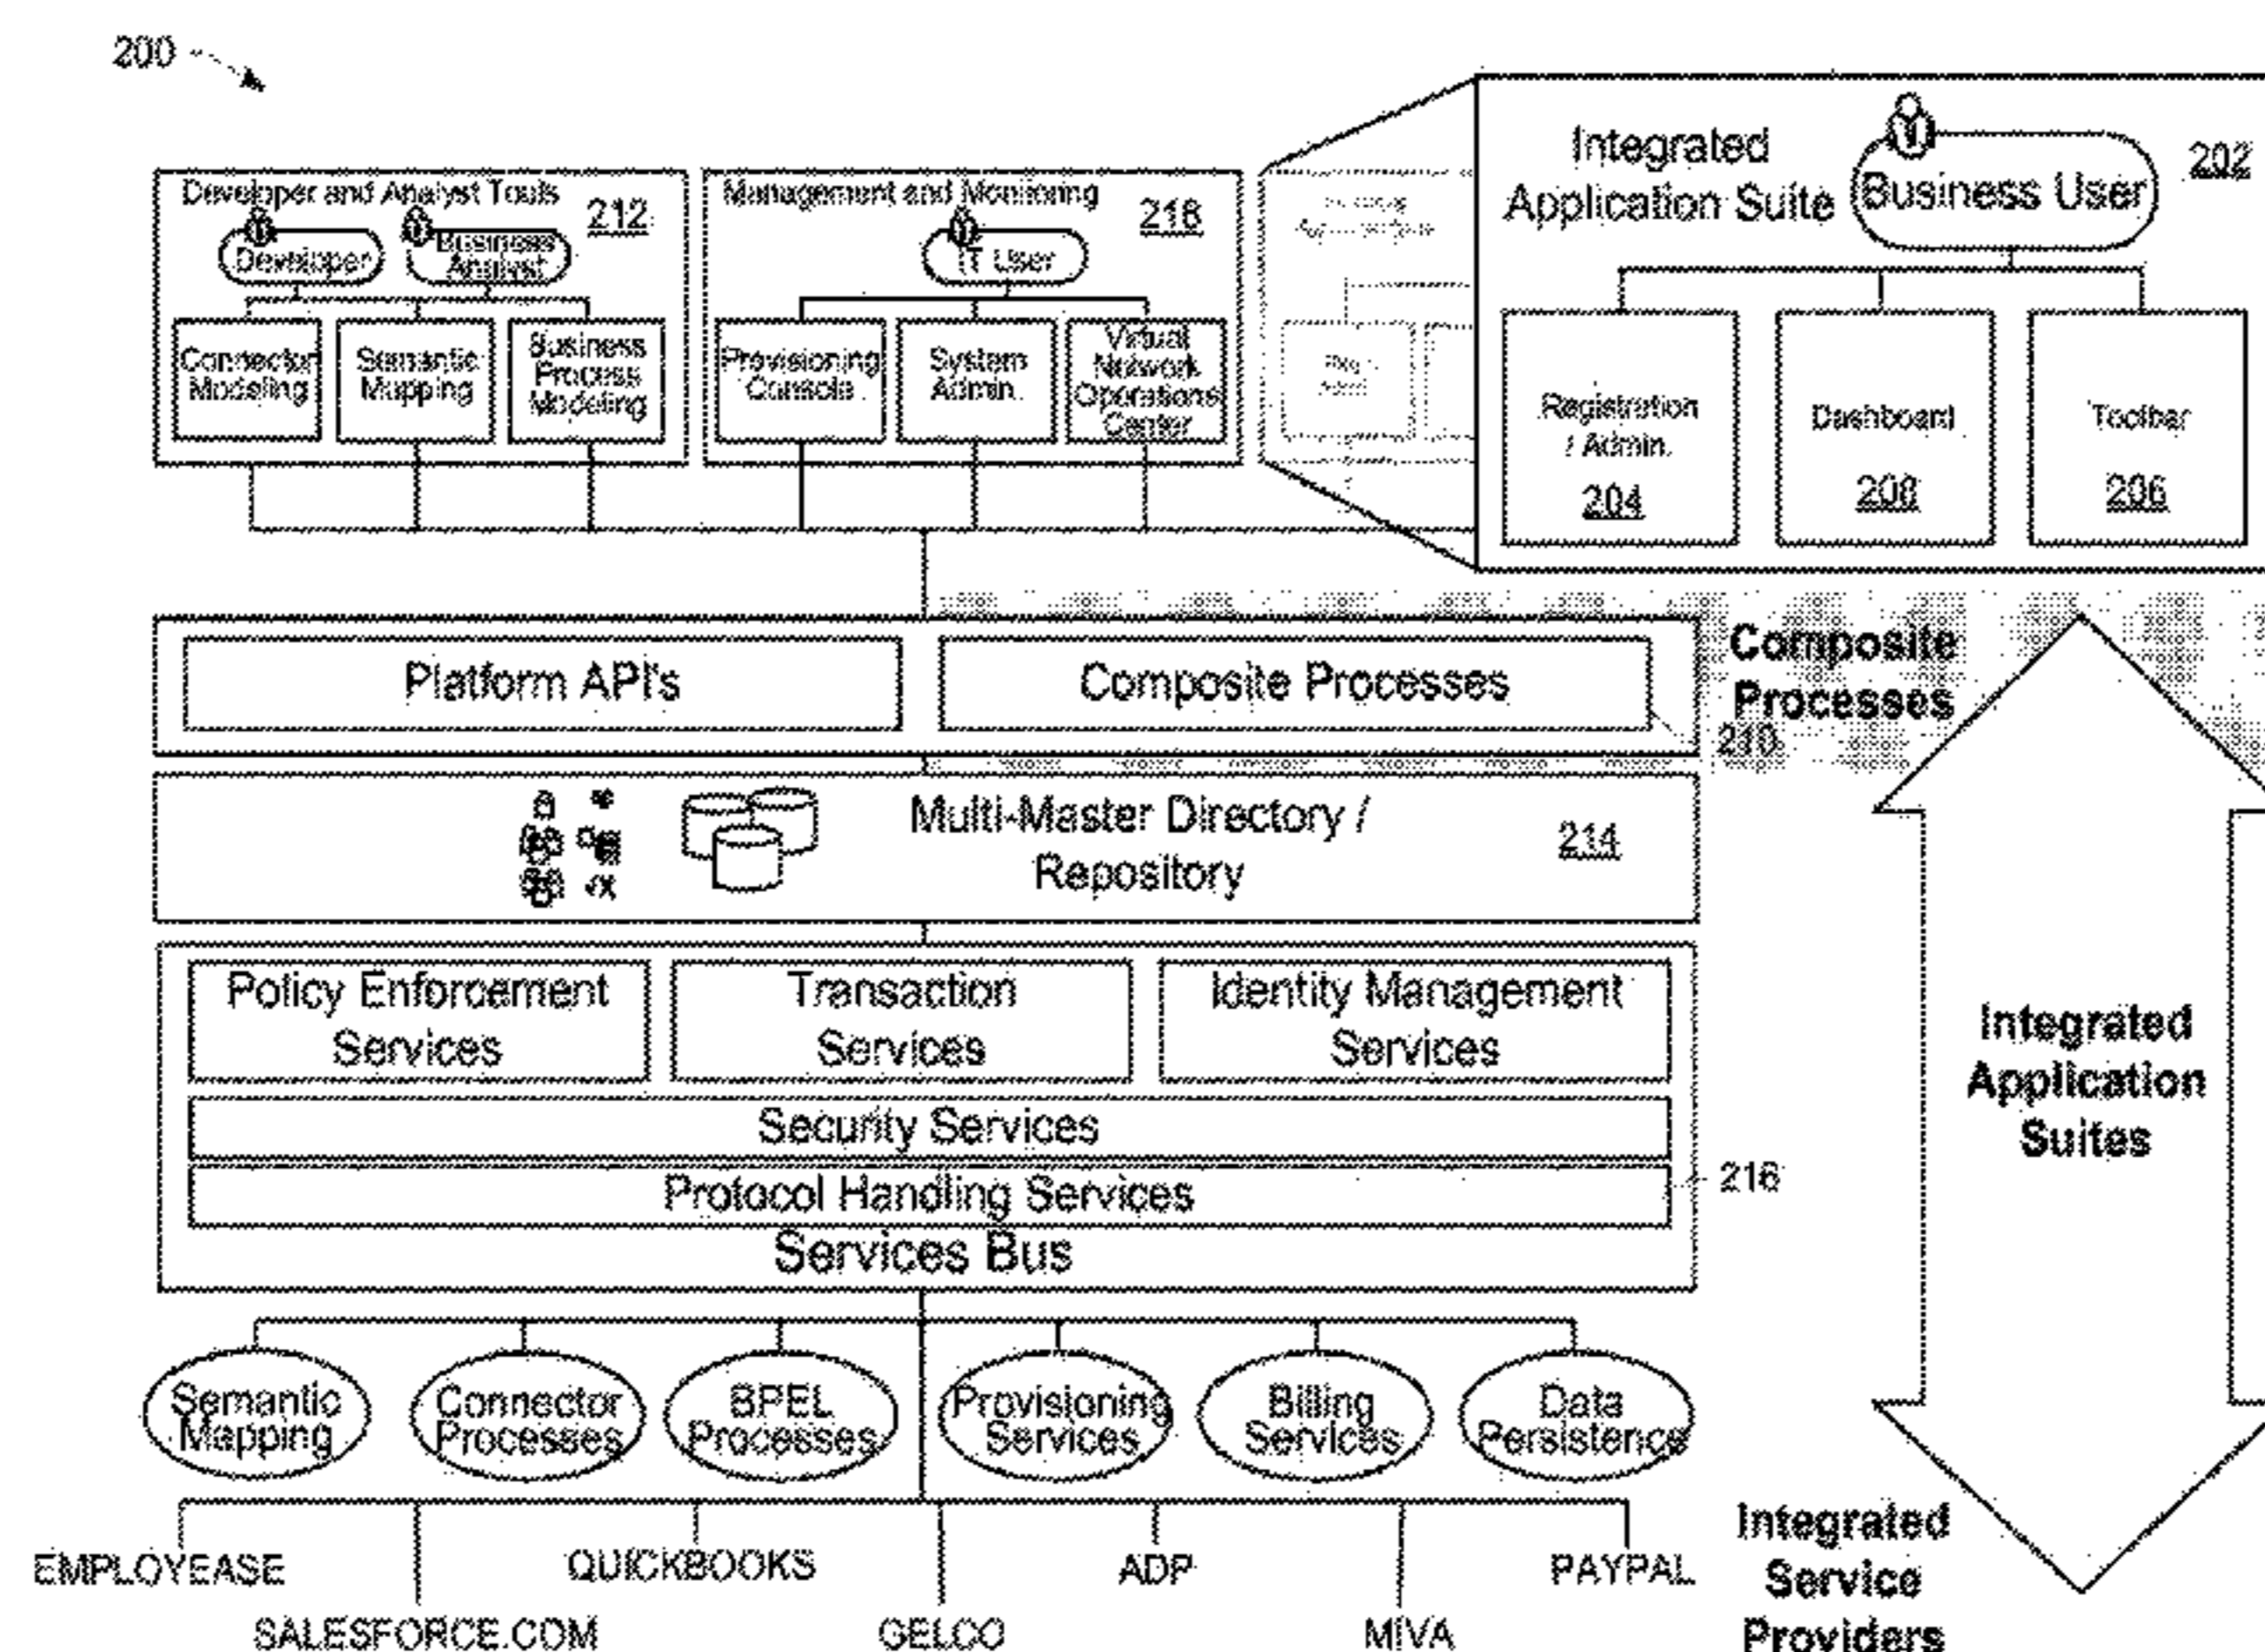 200
Developer and Analyst Tools
212
Developer
Business
Analyst
Connector
Modeling
Semantic
Mapping
Business
Process
Modeling
Management and Monitoring
218
IT User
Provisioning
Console
System
Admin.
Virtual
Network
Operations
Center
Integrated
Application Suite
Business User
202
Registration
/ Admin.
204
Dashboard
208
Toolbar
206
Platform API's
Composite Processes
Composite
Processes
210
Multi-Master Directory /
Repository
214
Policy Enforcement
Services
Transaction
Services
Identity Management
Services
Security Services
Protocol Handling Services
216
Services Bus
Integrated
Application
Suites
Semantic
Mapping
Connector
Processes
BPEL
Processes
Provisioning
Services
Billing
Services
Data
Persistence
EMPLOYEASE
SALESFORCE.COM
QUICKBOOKS
GELCO
ADP
MIVA
PAYPAL
Integrated
Service
Providers